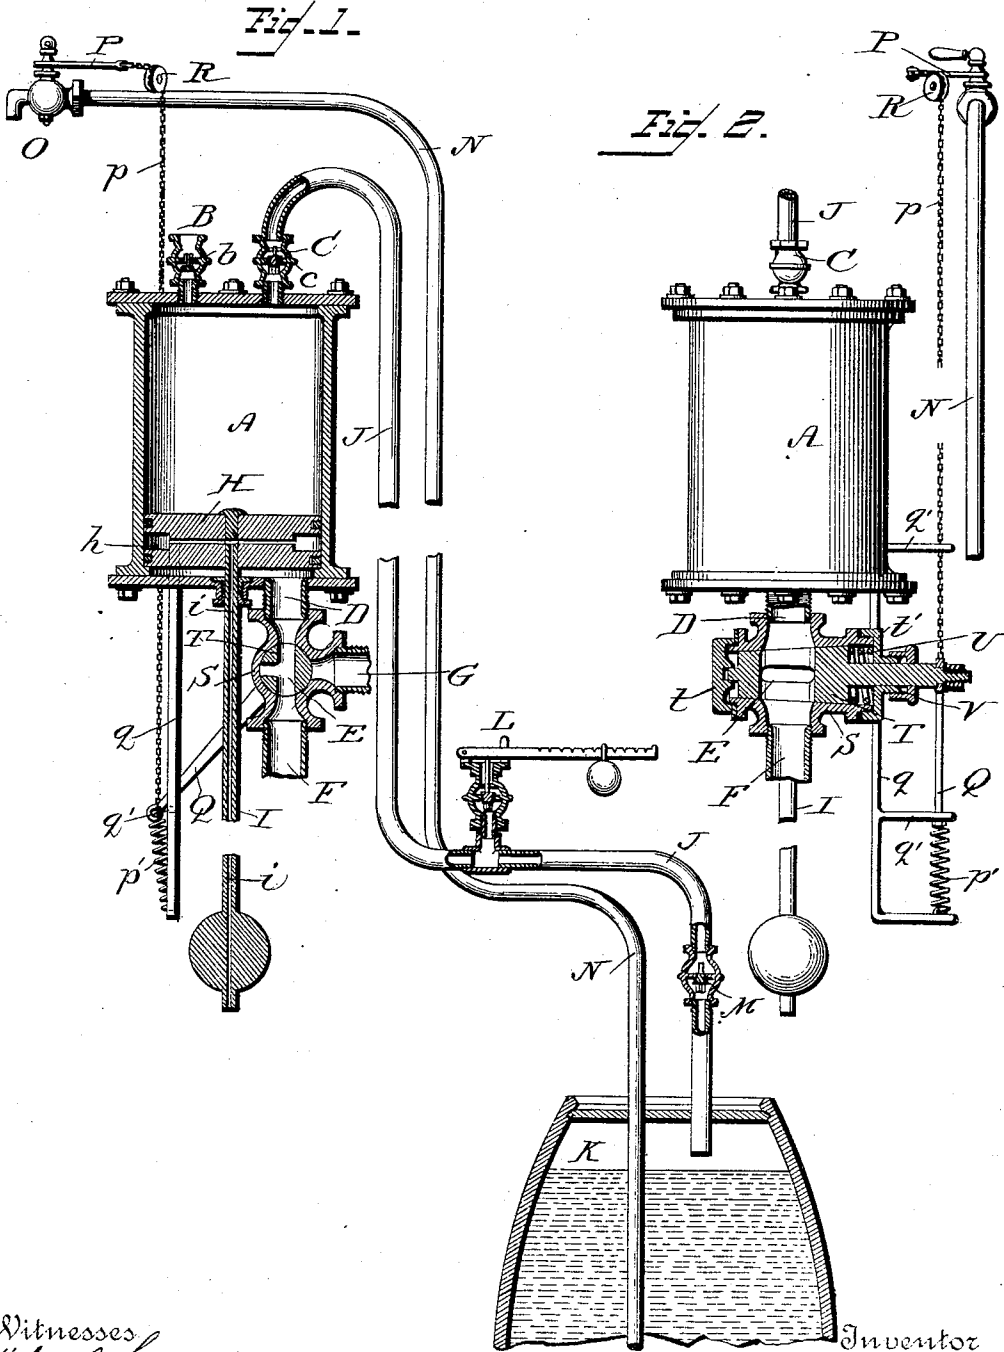 Fig. 1.
P
R
O
N
p
B
b
C
c
J
A
H
h
i
D
T
S
G
E
q
F
q'
Q
I
p'
i
L
J
N
M
K
Fig. 2.
P
R
J
p
C
N
A
q'
D
t'
U
t
V
E
S
T
F
q
Q
I
q'
p'
Witnesses
Inventor